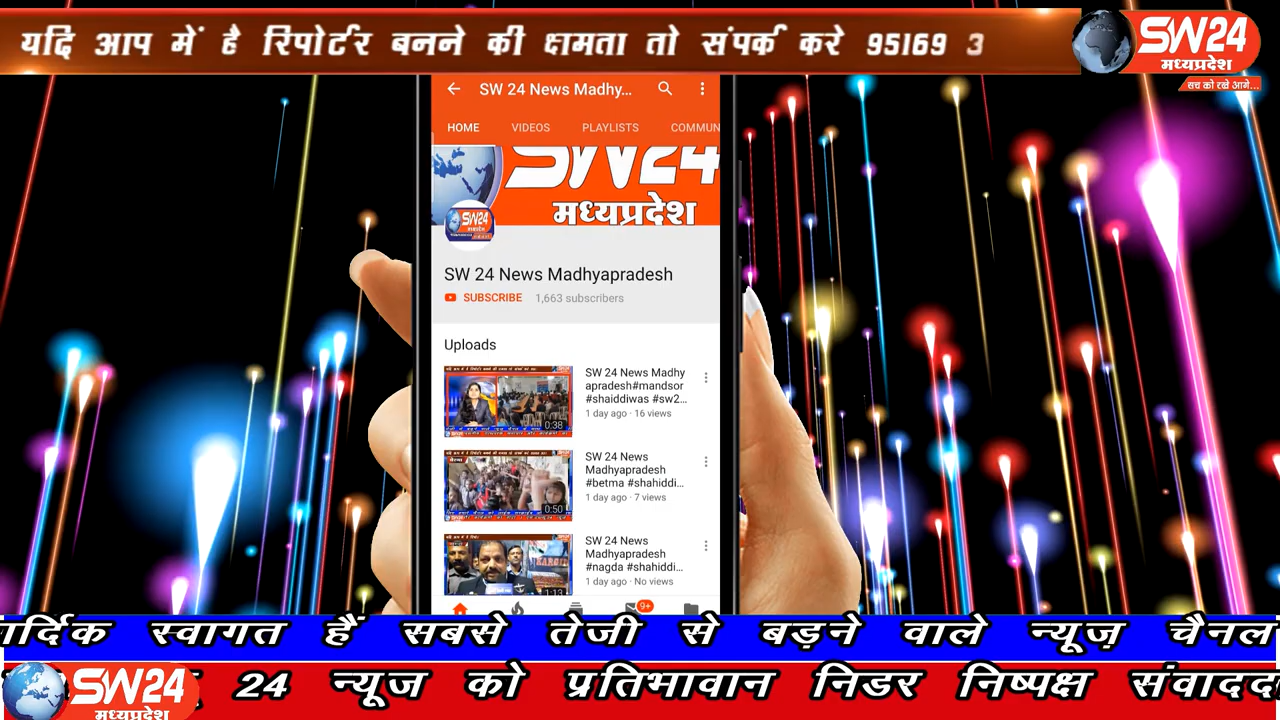 यदि आप में है रिपोर्टर बनने की क्षमता तो संपर्क करे 95169 3
SW24
मध्यप्रदेश
सच को रखे आगे...
SW 24 News Madhy...
HOME VIDEOS PLAYLISTS COMMUN
SW24
मध्यप्रदेश
SW24
SW 24 News Madhyapradesh
SUBSCRIBE 1,663 subscribers
Uploads
SW 24 News Madhy
apradesh#mandsor
#shaiddiwas #sw2...
1 day ago · 16 views
0:38
SW 24 News
Madhyapradesh
#betma #shahiddi...
1 day ago · 7 views
0:50
SW 24 News
Madhyapradesh
#nagda #shahiddi...
1 day ago · No views
1:13
9+
गर्दिक स्वागत हैं सबसे तेजी से बड़ने वाले न्यूज़ चैनल
24 न्यूज को प्रतिभावान निडर निष्पक्ष संवादद
SW24
मध्यप्रदेश